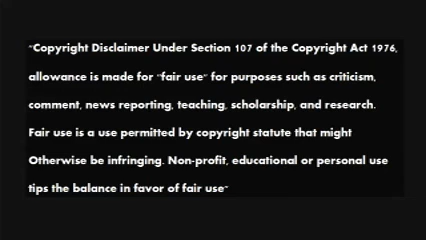 "Copyright Disclaimer Under Section 107 of the Copyright Act 1976,
allowance is made for "fair use" for purposes such as criticism,
comment, news reporting, teaching, scholarship, and research.
Fair use is a use permitted by copyright statute that might
Otherwise be infringing. Non-profit, educational or personal use
tips the balance in favor of fair use"